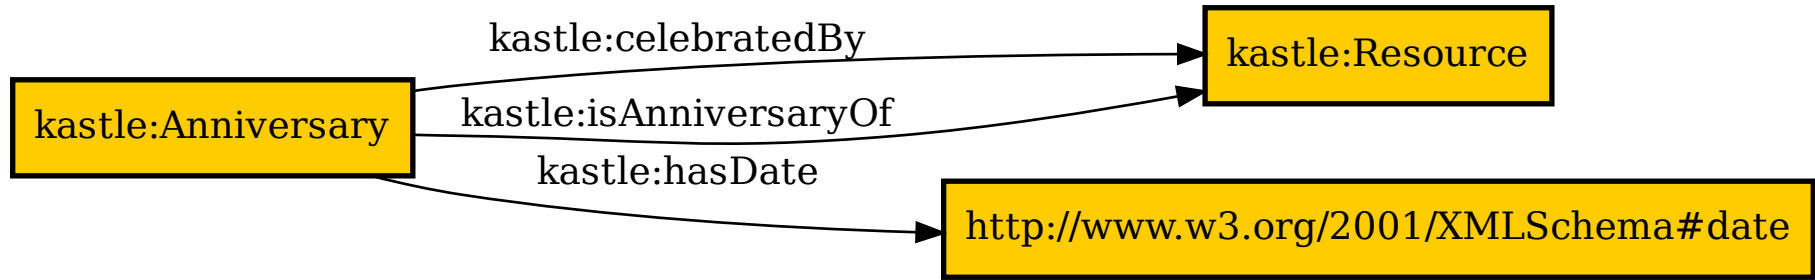 kastle:celebratedBy
kastle:Resource
kastle:Anniversary
kastle:isAnniversaryOf
kastle:hasDate
http://www.w3.org/2001/XMLSchema#date